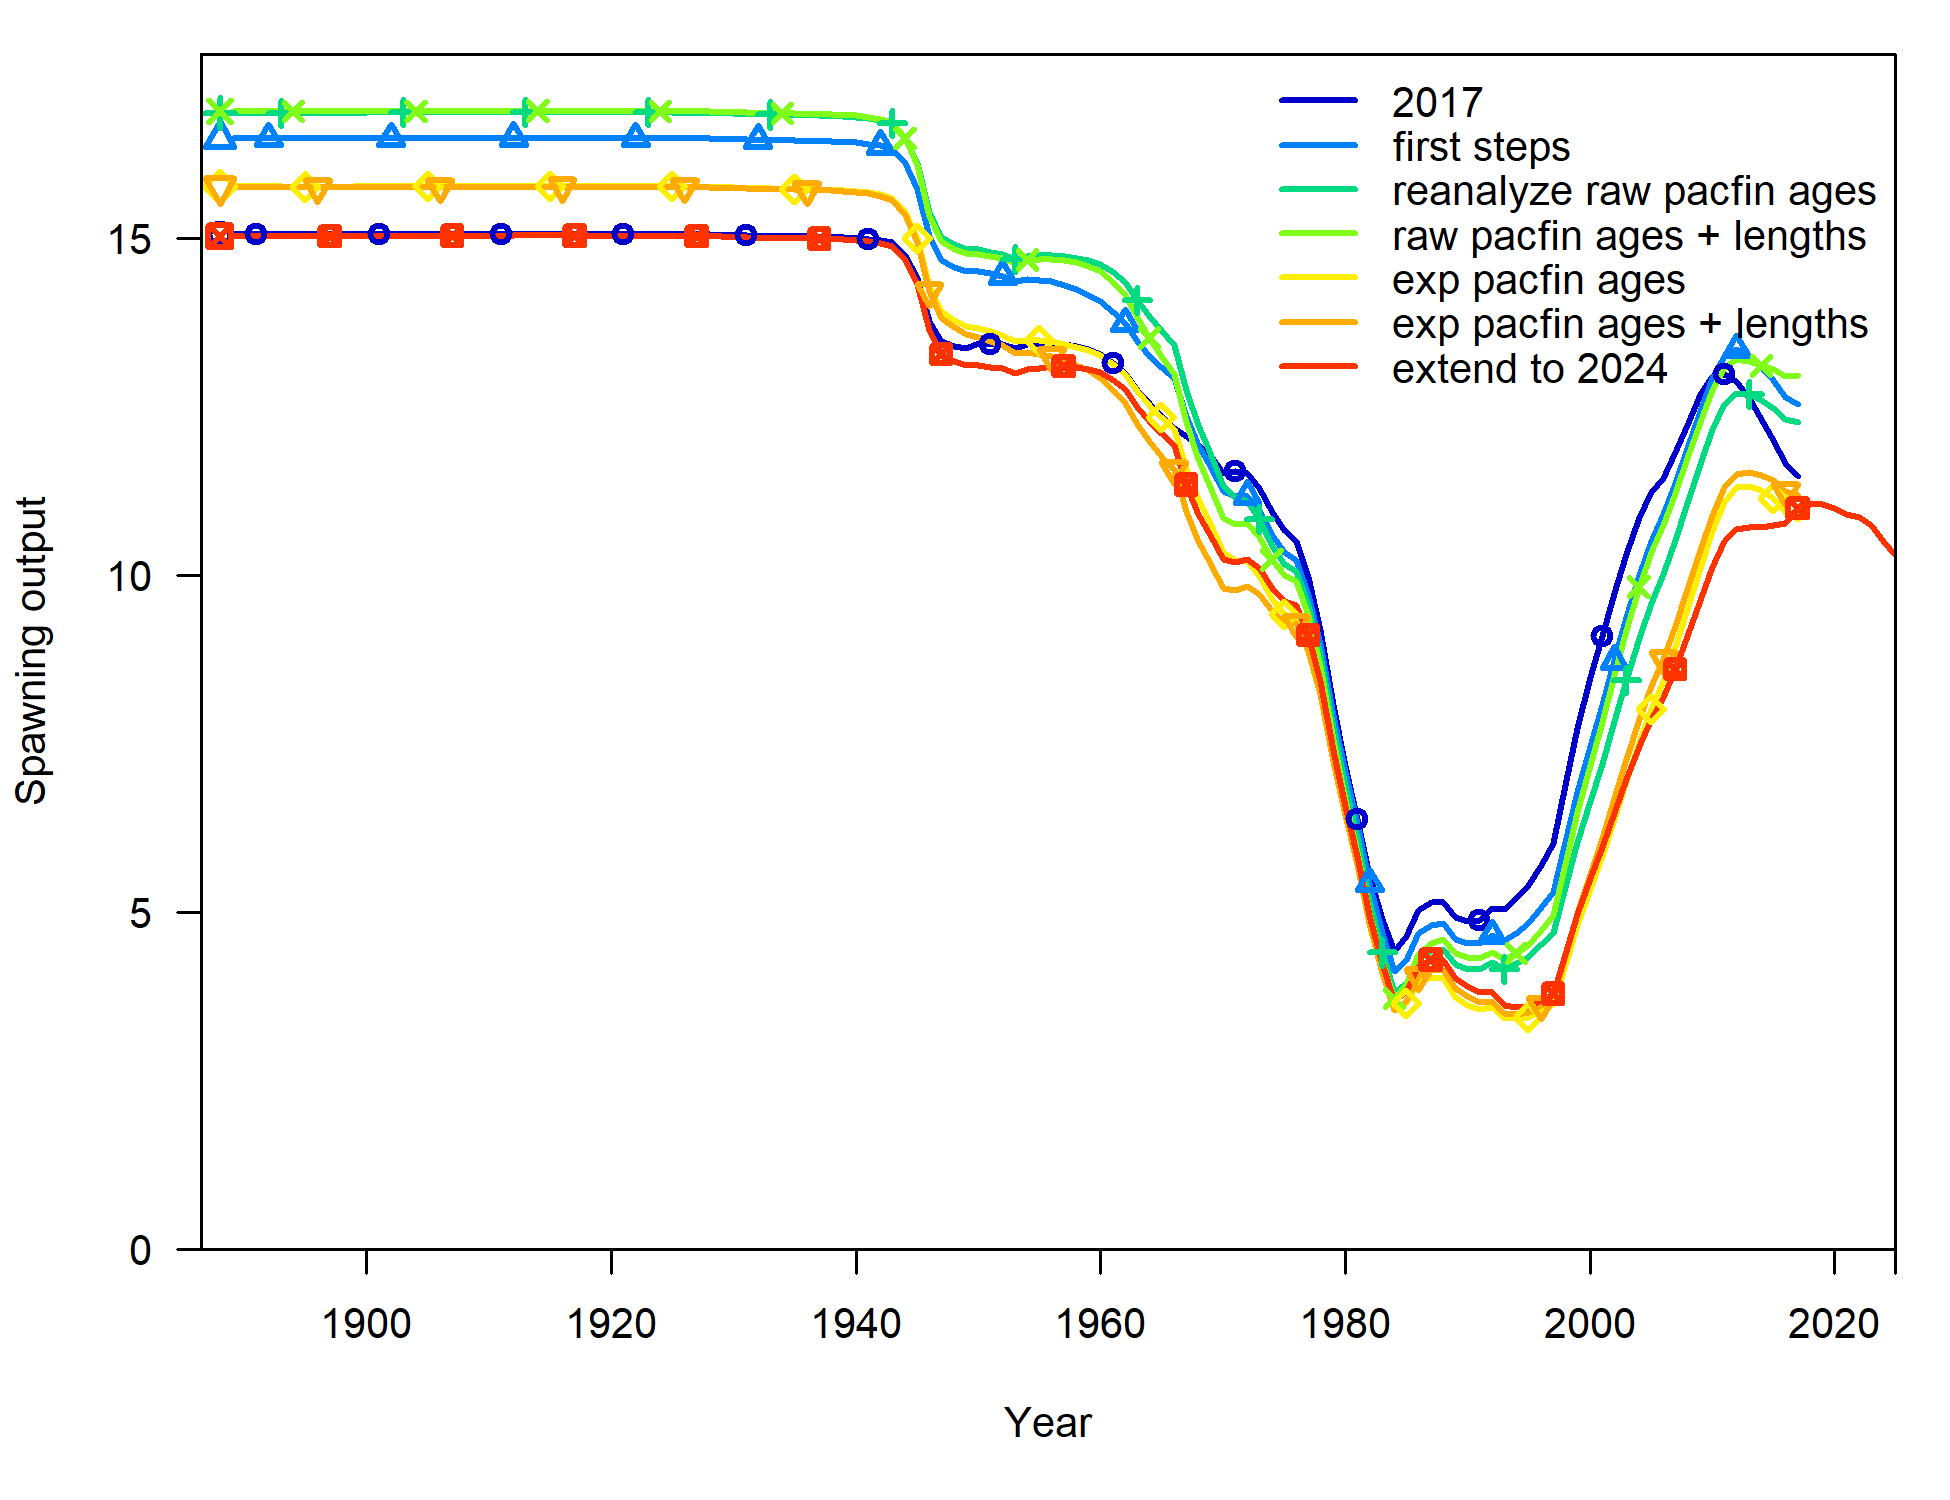 2017
first steps
reanalyze raw pacfin ages
raw pacfin ages + lengths
exp pacfin ages
exp pacfin ages + lengths
extend to 2024
15
10
5
0
Spawning output
1900 1920 1940 1960 1980 2000 2020
Year